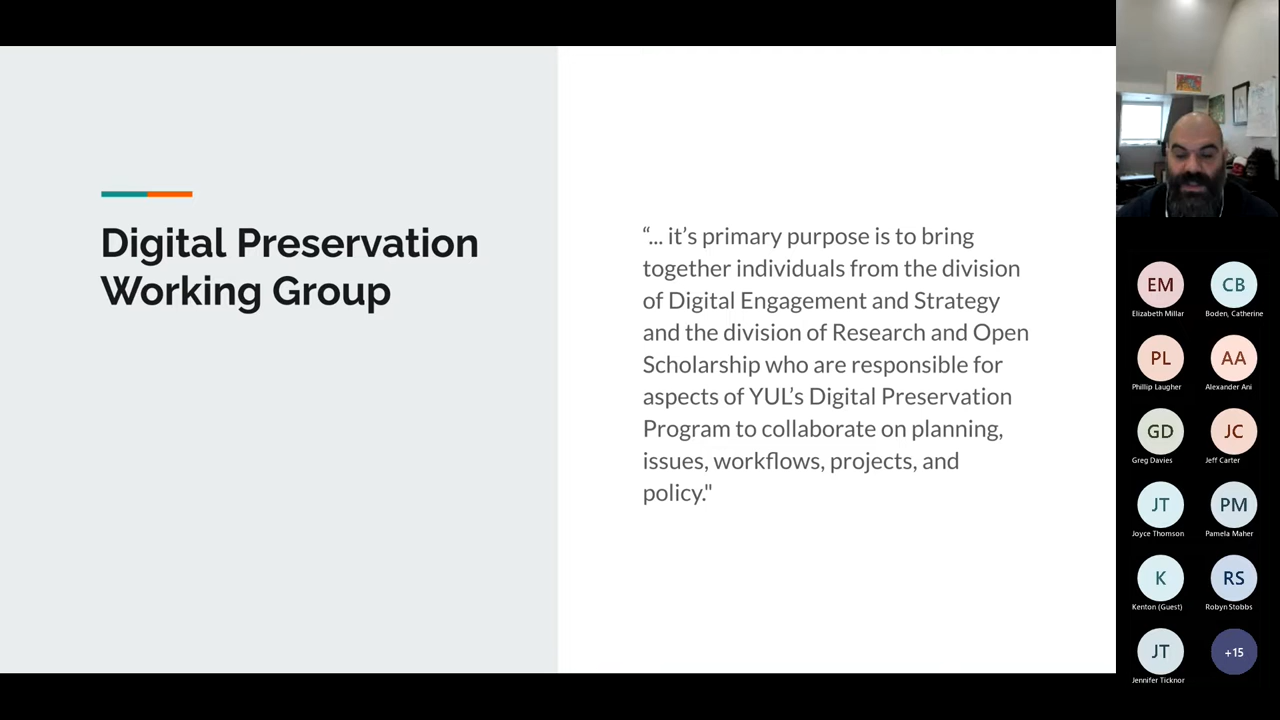 Digital Preservation
Working Group
“... it’s primary purpose is to bring
together individuals from the division
of Digital Engagement and Strategy
and the division of Research and Open
Scholarship who are responsible for
aspects of YUL’s Digital Preservation
Program to collaborate on planning,
issues, workflows, projects, and
policy."
EM
CB
Elizabeth Millar
Boden, Catherine
PL
AA
Phillip Laugher
Alexander Ani
GD
JC
Greg Davies
Jeff Carter
JT
PM
Joyce Thomson
Pamela Maher
K
RS
Kenton (Guest)
Robyn Stobbs
JT
+15
Jennifer Ticknor